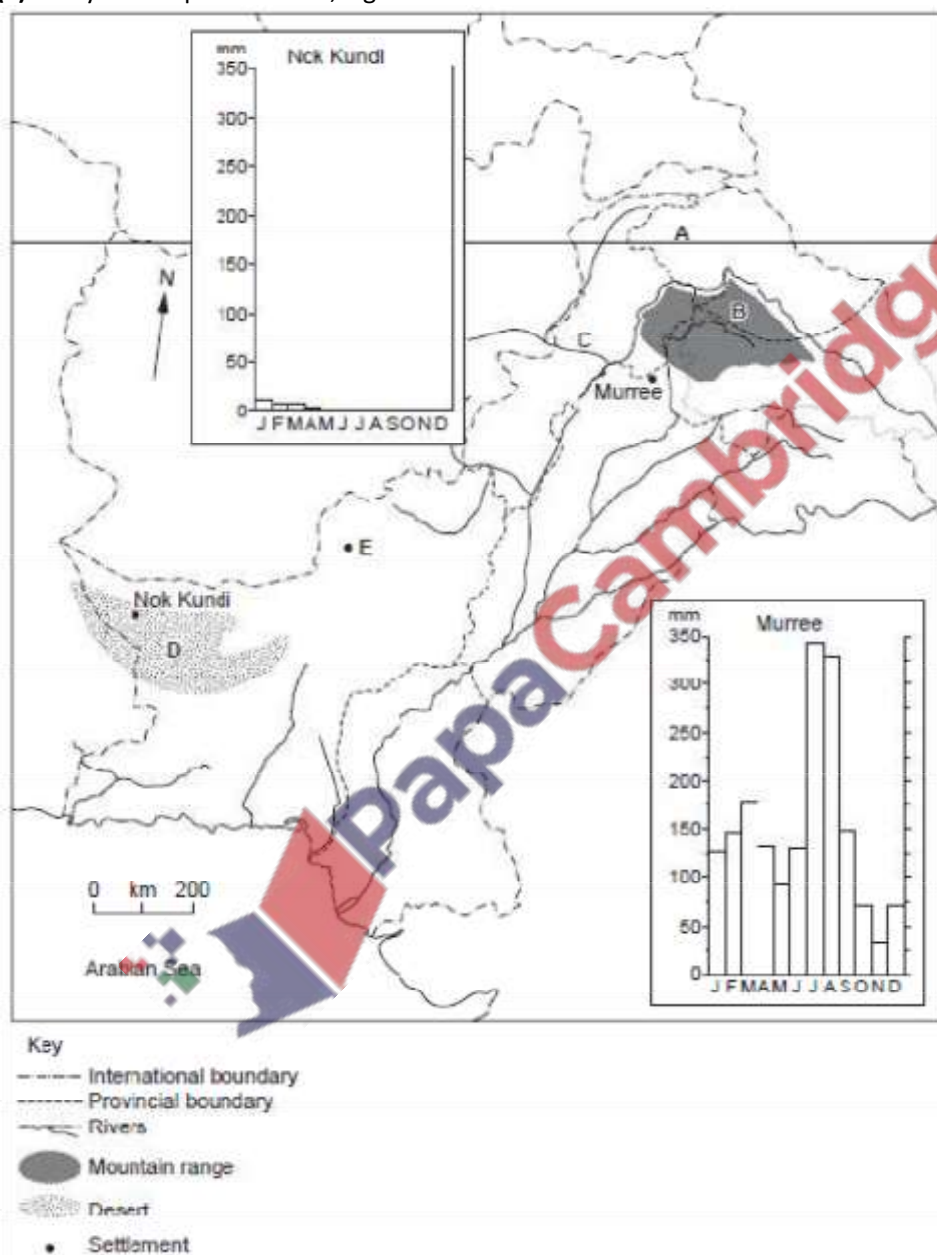 mm
Nok Kundi
350
300
250
200
150
100
50
0
J F M A M J J A S O N D
N
A
B
C
Murree
E
Nok Kundi
D
PapaCambridge
mm
Murree
350
300
250
200
150
100
50
0
J F M A M J J A S O N D
0 km 200
Arabian Sea
Key
International boundary
Provincial boundary
Rivers
Mountain range
Desert
Settlement